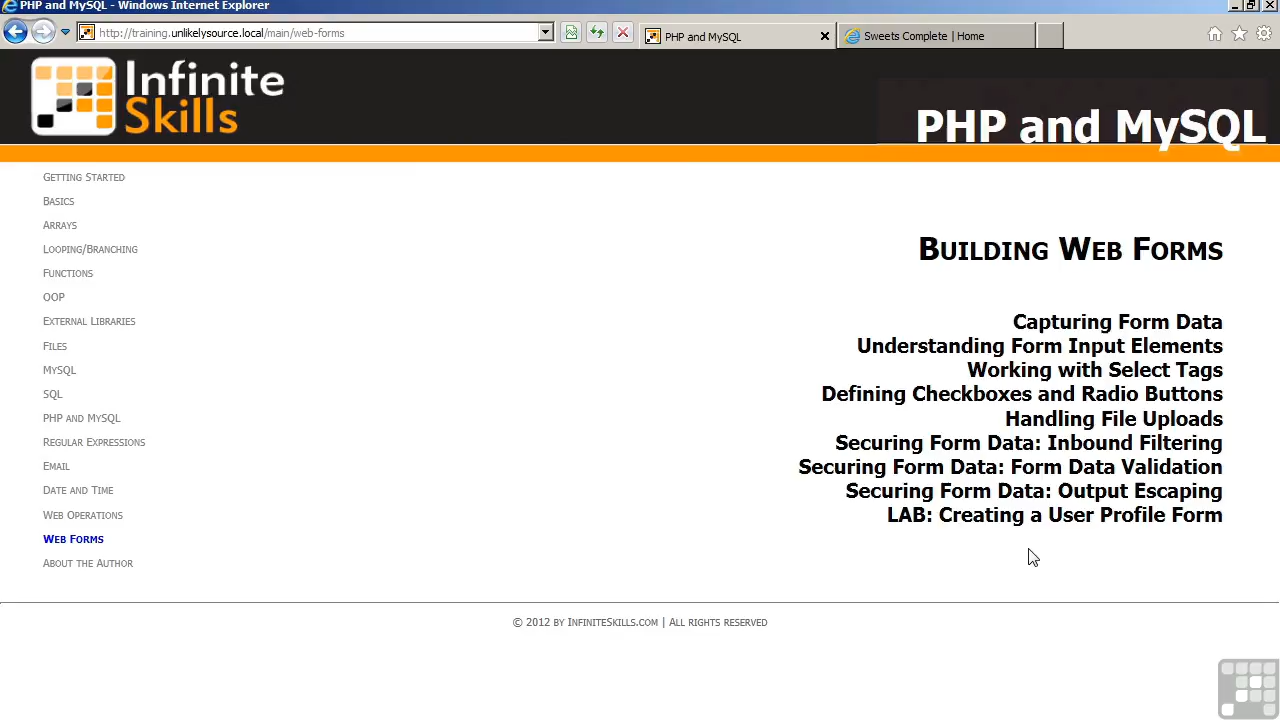 PHP and MySQL - Windows Internet Explorer
http://training.unlikelysource.local/main/web-forms
PHP and MySQL
Sweets Complete | Home
Infinite
Skills
PHP and MySQL
GETTING STARTED
BASICS
ARRAYS
LOOPING/BRANCHING
FUNCTIONS
OOP
EXTERNAL LIBRARIES
FILES
MYSQL
SQL
PHP AND MYSQL
REGULAR EXPRESSIONS
EMAIL
DATE AND TIME
WEB OPERATIONS
WEB FORMS
ABOUT THE AUTHOR
BUILDING WEB FORMS
Capturing Form Data
Understanding Form Input Elements
Working with Select Tags
Defining Checkboxes and Radio Buttons
Handling File Uploads
Securing Form Data: Inbound Filtering
Securing Form Data: Form Data Validation
Securing Form Data: Output Escaping
LAB: Creating a User Profile Form
© 2012 BY INFINITESKILLS.COM | ALL RIGHTS RESERVED